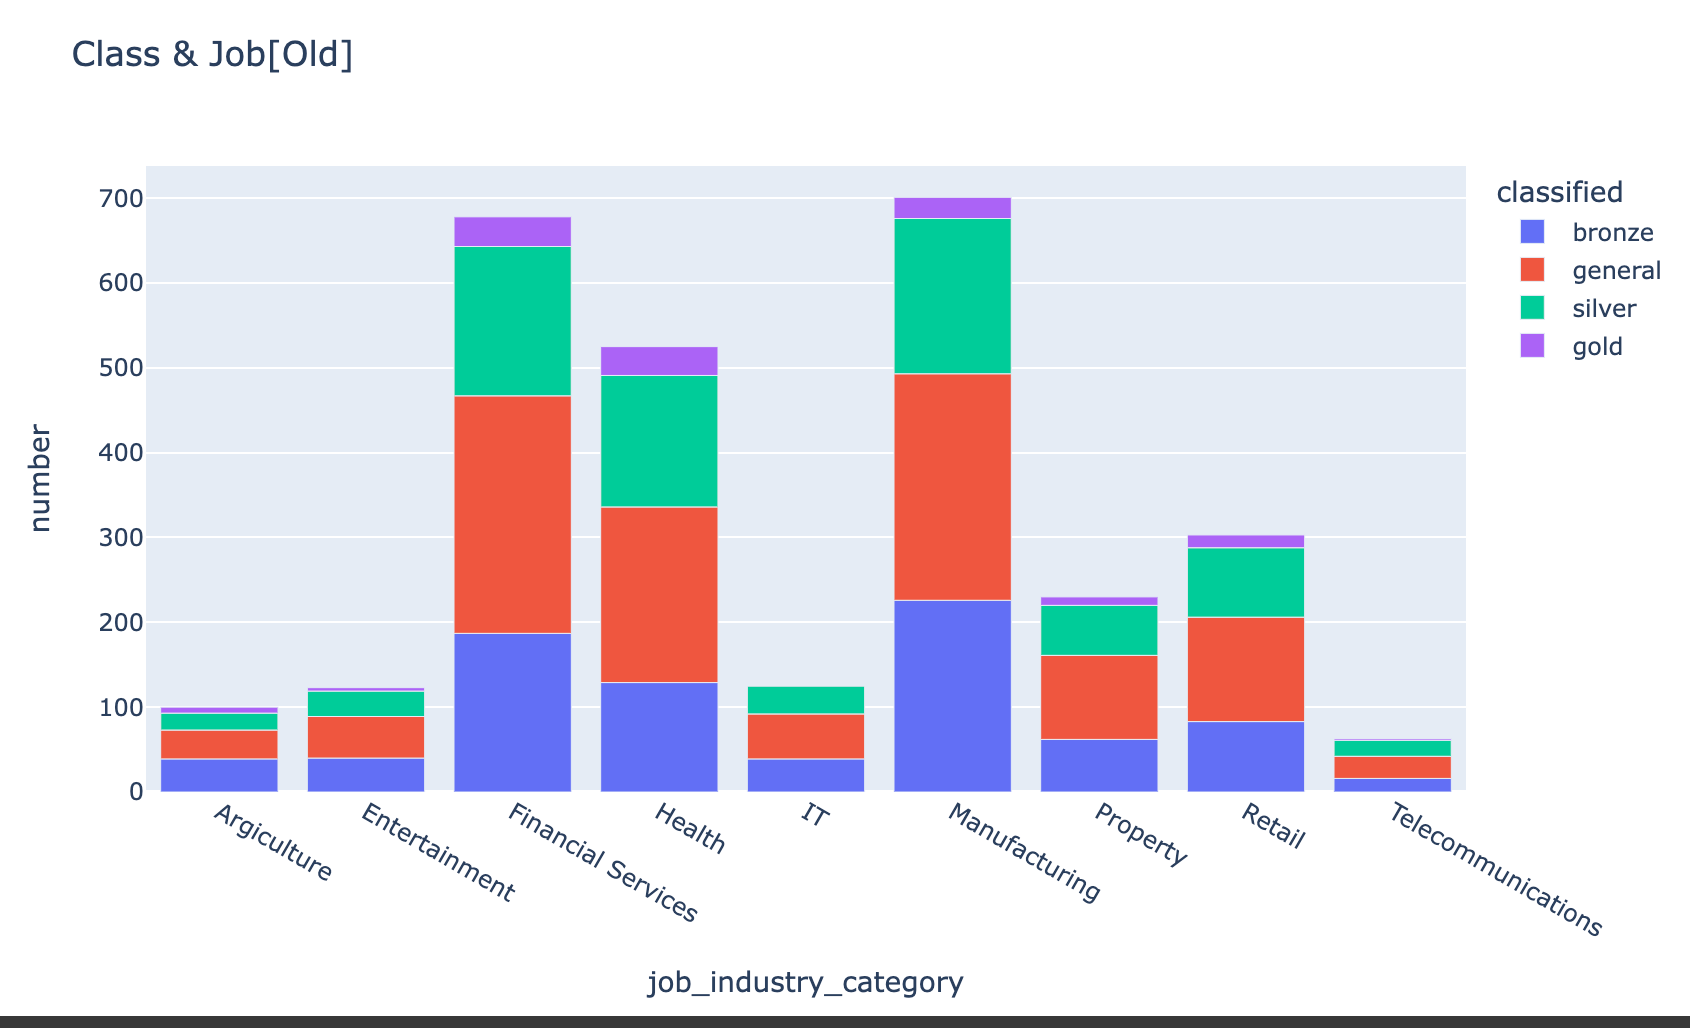 Class & Job[Old]
classified
bronze
general
silver
gold
number
700
600
500
400
300
200
100
0
Argiculture
Entertainment
Financial Services
Health
IT
Manufacturing
Property
Retail
Telecommunications
job_industry_category